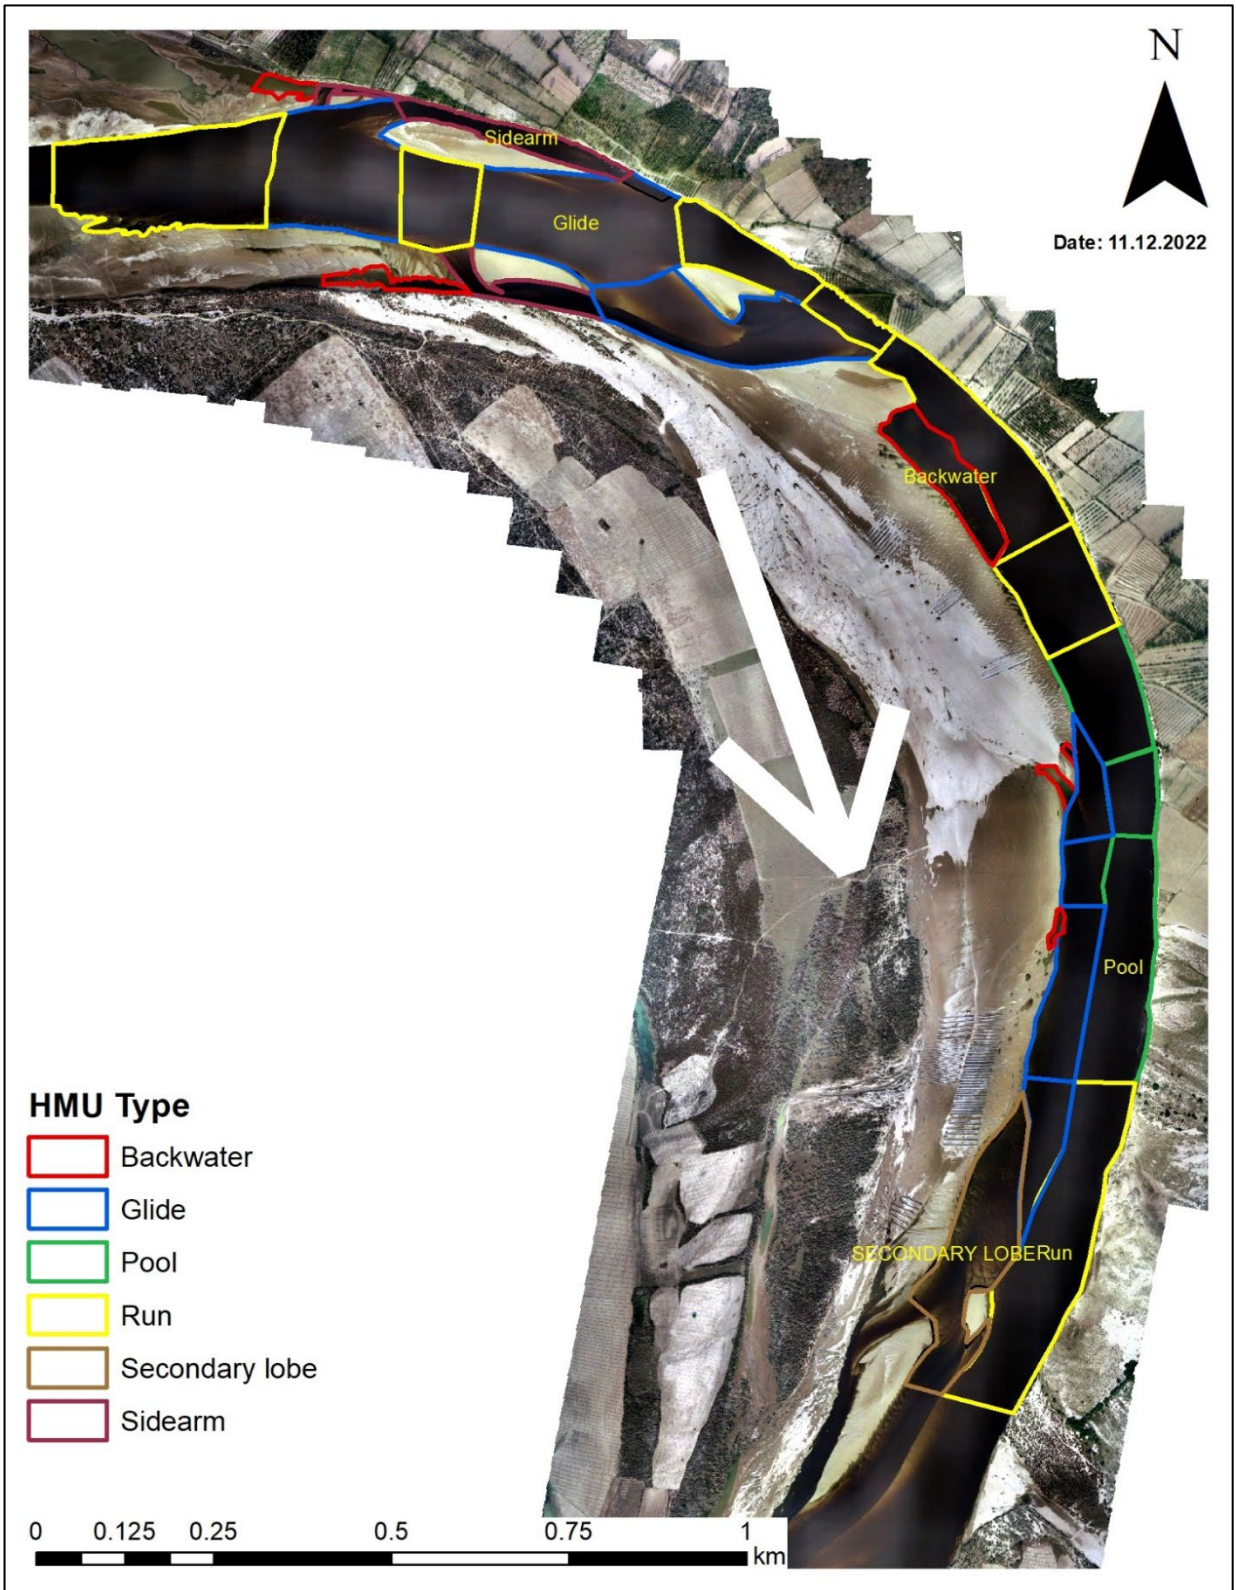 N
Date: 11.12.2022
Sidearm
Glide
Backwater
Pool
SECONDARY LOBERun
HMU Type
Backwater
Glide
Pool
Run
Secondary lobe
Sidearm
0 0.125 0.25 0.5 0.75 1
km